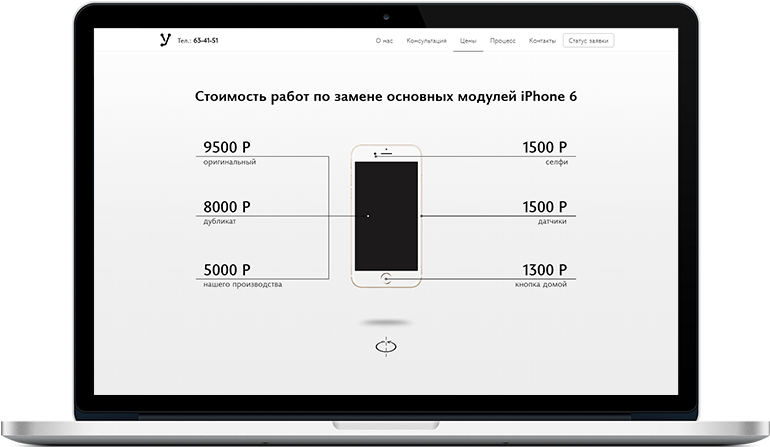 У Тел.: 63-41-51 О нас Консультация Цены Процесс Контакты Статус заявки
Стоимость работ по замене основных модулей iPhone 6
9500 Р
оригинальный
8000 Р
дубликат
5000 Р
нашего производства
1500 Р
селфи
1500 Р
датчики
1300 Р
кнопка домой